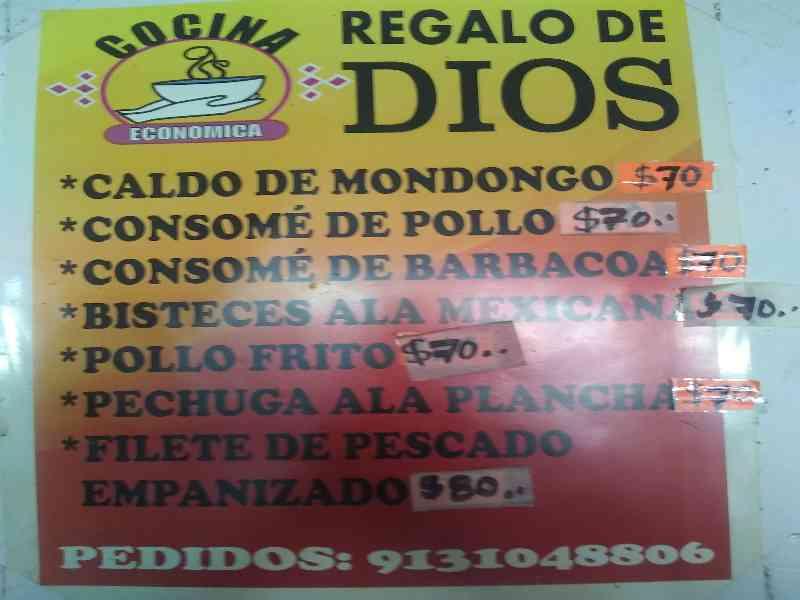 COCINA
ECONOMICA
REGALO DE
DIOS
*CALDO DE MONDONGO $70
*CONSOMÉ DE POLLO $70..
*CONSOMÉ DE BARBACOA $70
*BISTECES ALA MEXICANA $70..
*POLLO FRITO $70..
*PECHUGA ALA PLANCHA
*FILETE DE PESCADO
EMPANIZADO $80..
PEDIDOS: 9131048806